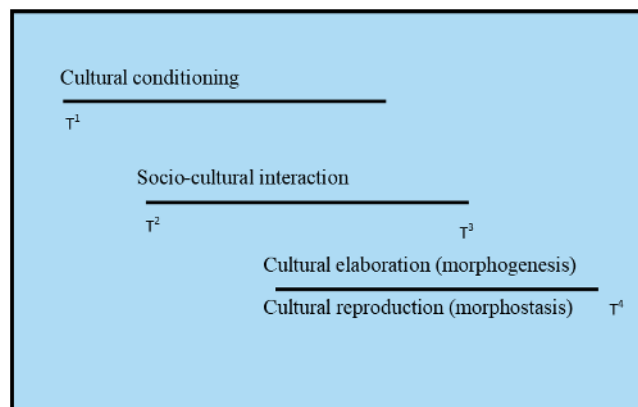 Cultural conditioning
T¹
Socio-cultural interaction
T² T³
Cultural elaboration (morphogenesis)
Cultural reproduction (morphostasis) T⁴